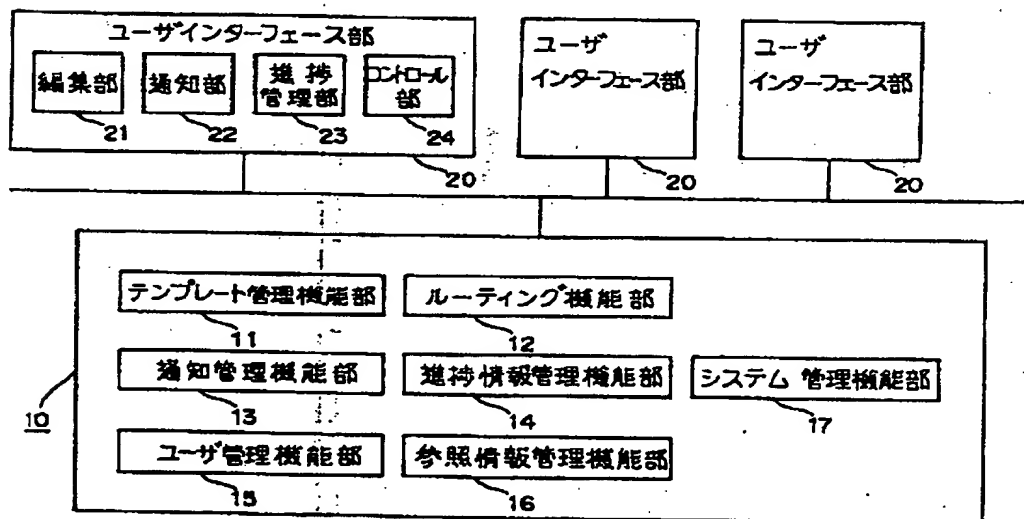 ユーザインターフェース部
編集部
通知部
進捗
管理部
コントロール
部
21
22
23
24
20
ユーザ
インターフェース部
20
ユーザ
インターフェース部
20
テンプレート管理機能部
11
ルーティング機能部
12
通知管理機能部
13
進捗情報管理機能部
14
システム管理機能部
17
10
ユーザ管理機能部
15
参照情報管理機能部
16